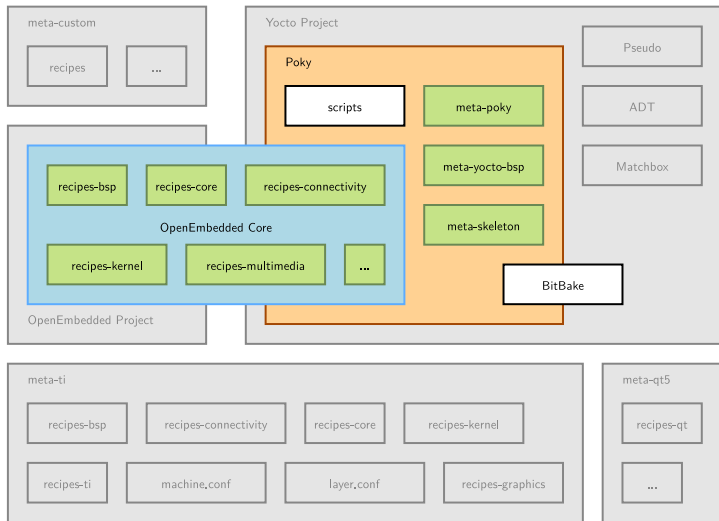 meta-custom
recipes
...
Yocto Project
Poky
scripts
meta-poky
meta-yocto-bsp
meta-skeleton
BitBake
Pseudo
ADT
Matchbox
recipes-bsp
recipes-core
recipes-connectivity
OpenEmbedded Core
recipes-kernel
recipes-multimedia
...
OpenEmbedded Project
meta-ti
recipes-bsp
recipes-connectivity
recipes-core
recipes-kernel
recipes-ti
machine.conf
layer.conf
recipes-graphics
meta-qt5
recipes-qt
...